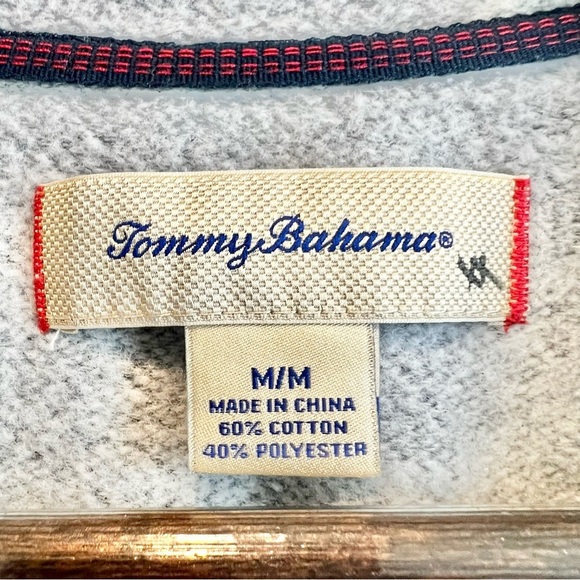 Tommy Bahama®
M/M
MADE IN CHINA
60% COTTON
40% POLYESTER